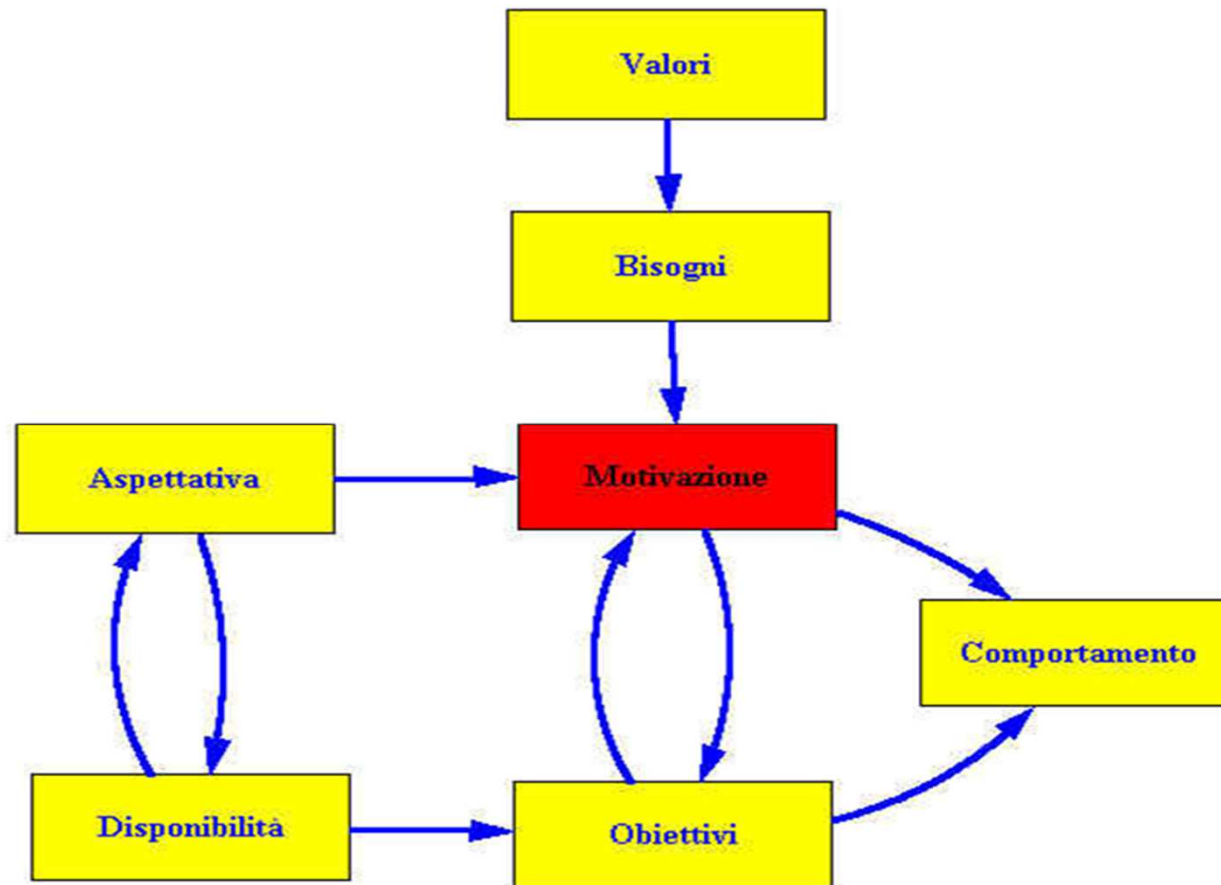 Valori
Bisogni
Aspettativa
Motivazione
Comportamento
Disponibilità
Obiettivi